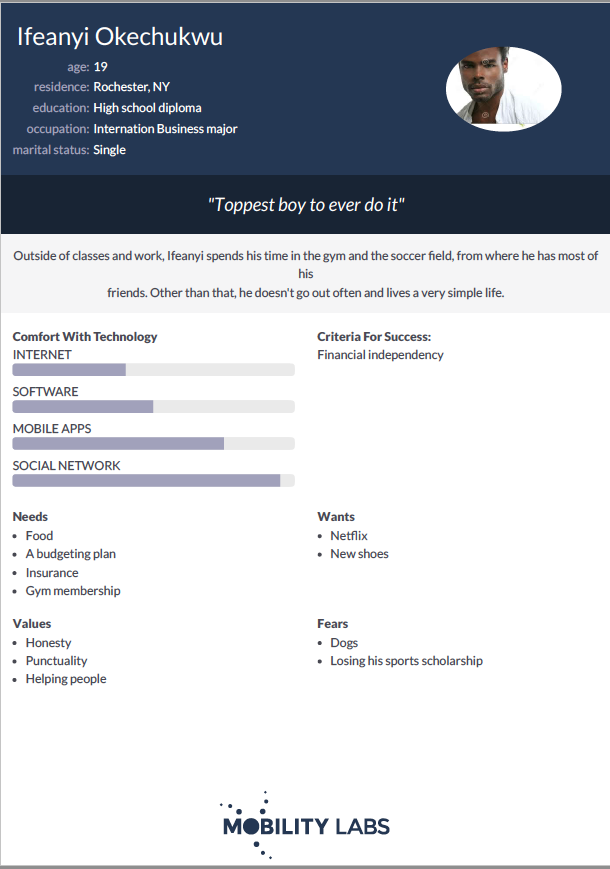 Ifeanyi Okechukwu
age: 19
residence: Rochester, NY
education: High school diploma
occupation: Internation Business major
marital status: Single
"Toppest boy to ever do it"
Outside of classes and work, Ifeanyi spends his time in the gym and the soccer field, from where he has most of
his
friends. Other than that, he doesn't go out often and lives a very simple life.
Comfort With Technology
INTERNET
SOFTWARE
MOBILE APPS
SOCIAL NETWORK
Criteria For Success:
Financial independency
Needs
• Food
• A budgeting plan
• Insurance
• Gym membership
Wants
• Netflix
• New shoes
Values
• Honesty
• Punctuality
• Helping people
Fears
• Dogs
• Losing his sports scholarship
MOBILITY LABS